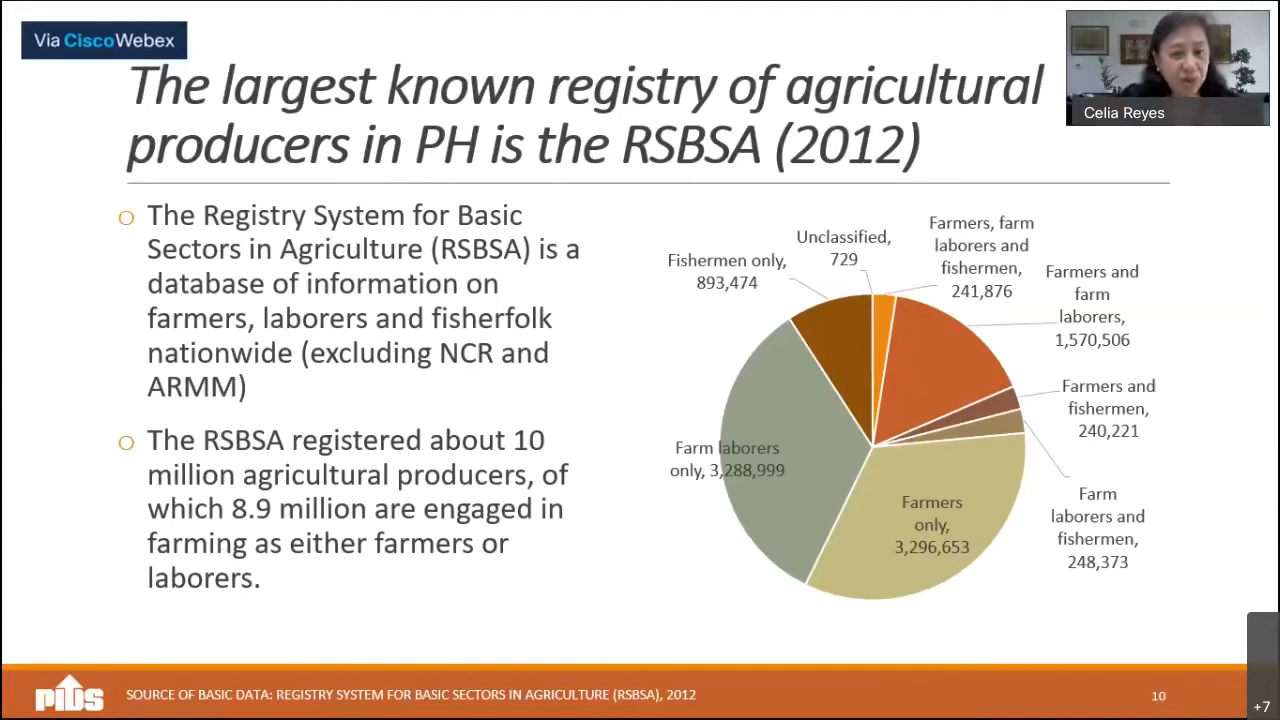 Via CiscoWebex
The largest known registry of agricultural
producers in PH is the RSBSA (2012)
Celia Reyes
The Registry System for Basic
Sectors in Agriculture (RSBSA) is a
database of information on
farmers, laborers and fisherfolk
nationwide (excluding NCR and
ARMM)
The RSBSA registered about 10
million agricultural producers, of
which 8.9 million are engaged in
farming as either farmers or
laborers.
Fishermen only,
893,474
Unclassified,
729
Farmers, farm
laborers and
fishermen,
241,876
Farmers and
farm
laborers,
1,570,506
Farmers and
fishermen,
240,221
Farm
laborers and
fishermen,
248,373
Farmers
only,
3,296,653
Farm laborers
only, 3,288,999
pids
SOURCE OF BASIC DATA: REGISTRY SYSTEM FOR BASIC SECTORS IN AGRICULTURE (RSBSA), 2012
10
+7